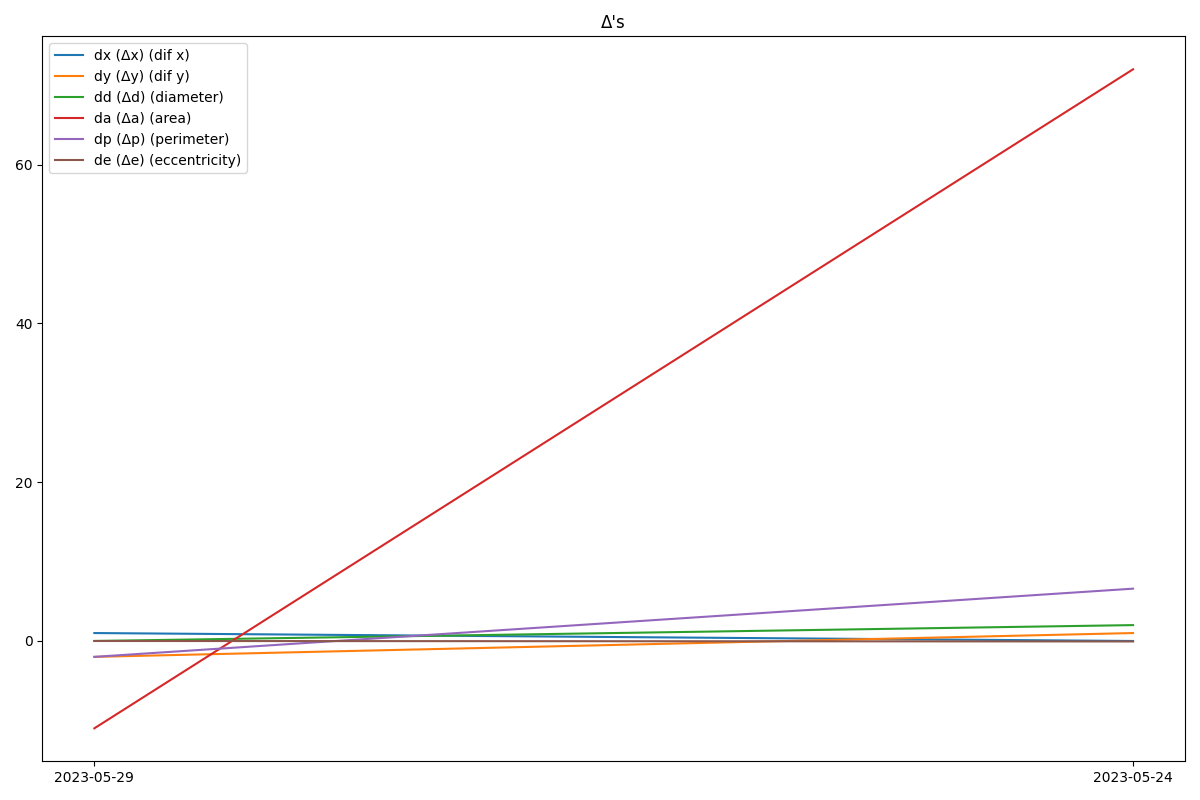 Δ's
dx (Δx) (dif x)
dy (Δy) (dif y)
dd (Δd) (diameter)
da (Δa) (area)
dp (Δp) (perimeter)
de (Δe) (eccentricity)
60
40
20
0
2023-05-29
2023-05-24